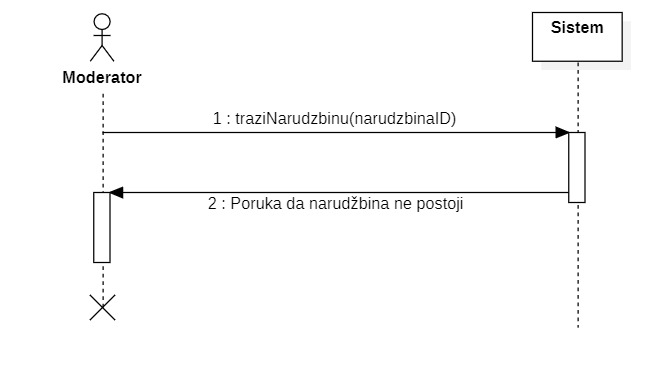 Sistem
Moderator
1 : traziNarudzbinu(narudzbinaID)
2 : Poruka da narudžbina ne postoji